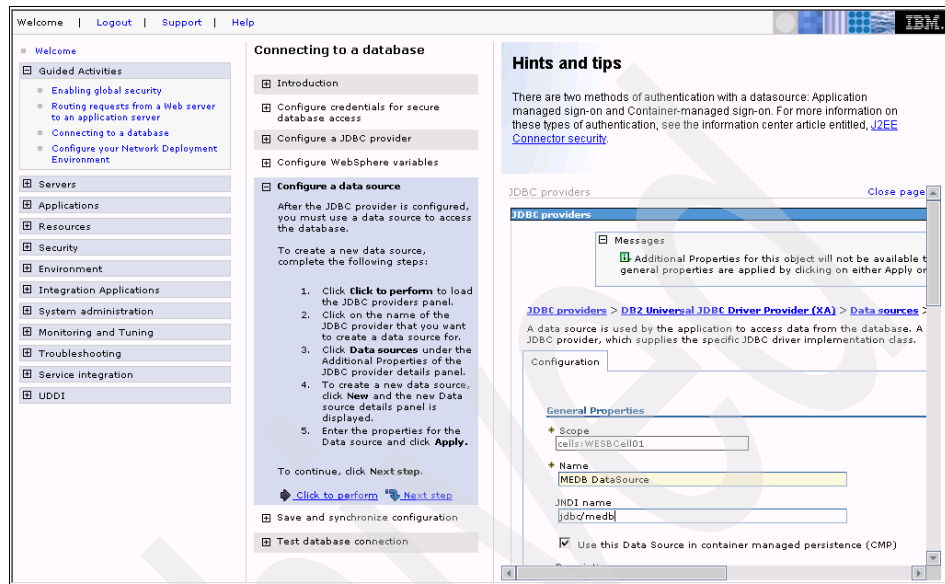 Welcome | Logout | Support | Help
IBM.
Welcome
Guided Activities
Enabling global security
Routing requests from a Web server
to an application server
Connecting to a database
Configure your Network Deployment
Environment
Servers
Applications
Resources
Security
Environment
Integration Applications
System administration
Monitoring and Tuning
Troubleshooting
Service integration
UDDI
Connecting to a database
Introduction
Configure credentials for secure
database access
Configure a JDBC provider
Configure WebSphere variables
Configure a data source
After the JDBC provider is configured,
you must use a data source to access
the database.
To create a new data source,
complete the following steps:
1. Click Click to perform to load
the JDBC providers panel.
2. Click on the name of the
JDBC provider that you want
to create a data source for.
3. Click Data sources under the
Additional Properties of the
JDBC provider details panel.
4. To create a new data source,
click New and the new Data
source details panel is
displayed.
5. Enter the properties for the
Data source and click Apply.
To continue, click Next step.
Click to perform Next step
Save and synchronize configuration
Test database connection
Hints and tips
There are two methods of authentication with a datasource: Application
managed sign-on and Container-managed sign-on. For more information on
these types of authentication, see the information center article entitled, J2EE
Connector security.
JDBC providers Close page
JDBC providers
Messages
Additional Properties for this object will not be available t
general properties are applied by clicking on either Apply or
JDBC providers > DB2 Universal JDBC Driver Provider (XA) > Data sources >
A data source is used by the application to access data from the database. A
JDBC provider, which supplies the specific JDBC driver implementation class.
Configuration
General Properties
* Scope
cells:WESBCell01
* Name
MEDB DataSource
JNDI name
jdbc/medb
Use this Data Source in container managed persistence (CMP)